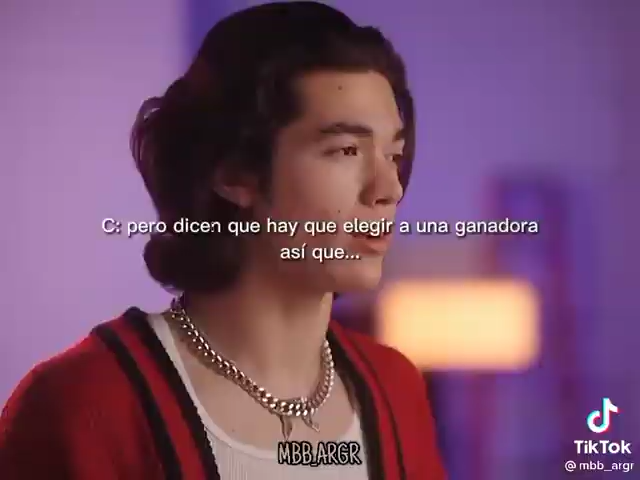 C: pero dicen que hay que elegir a una ganadora
así que...
MBB_ARGR
TikTok
@mbb_argr